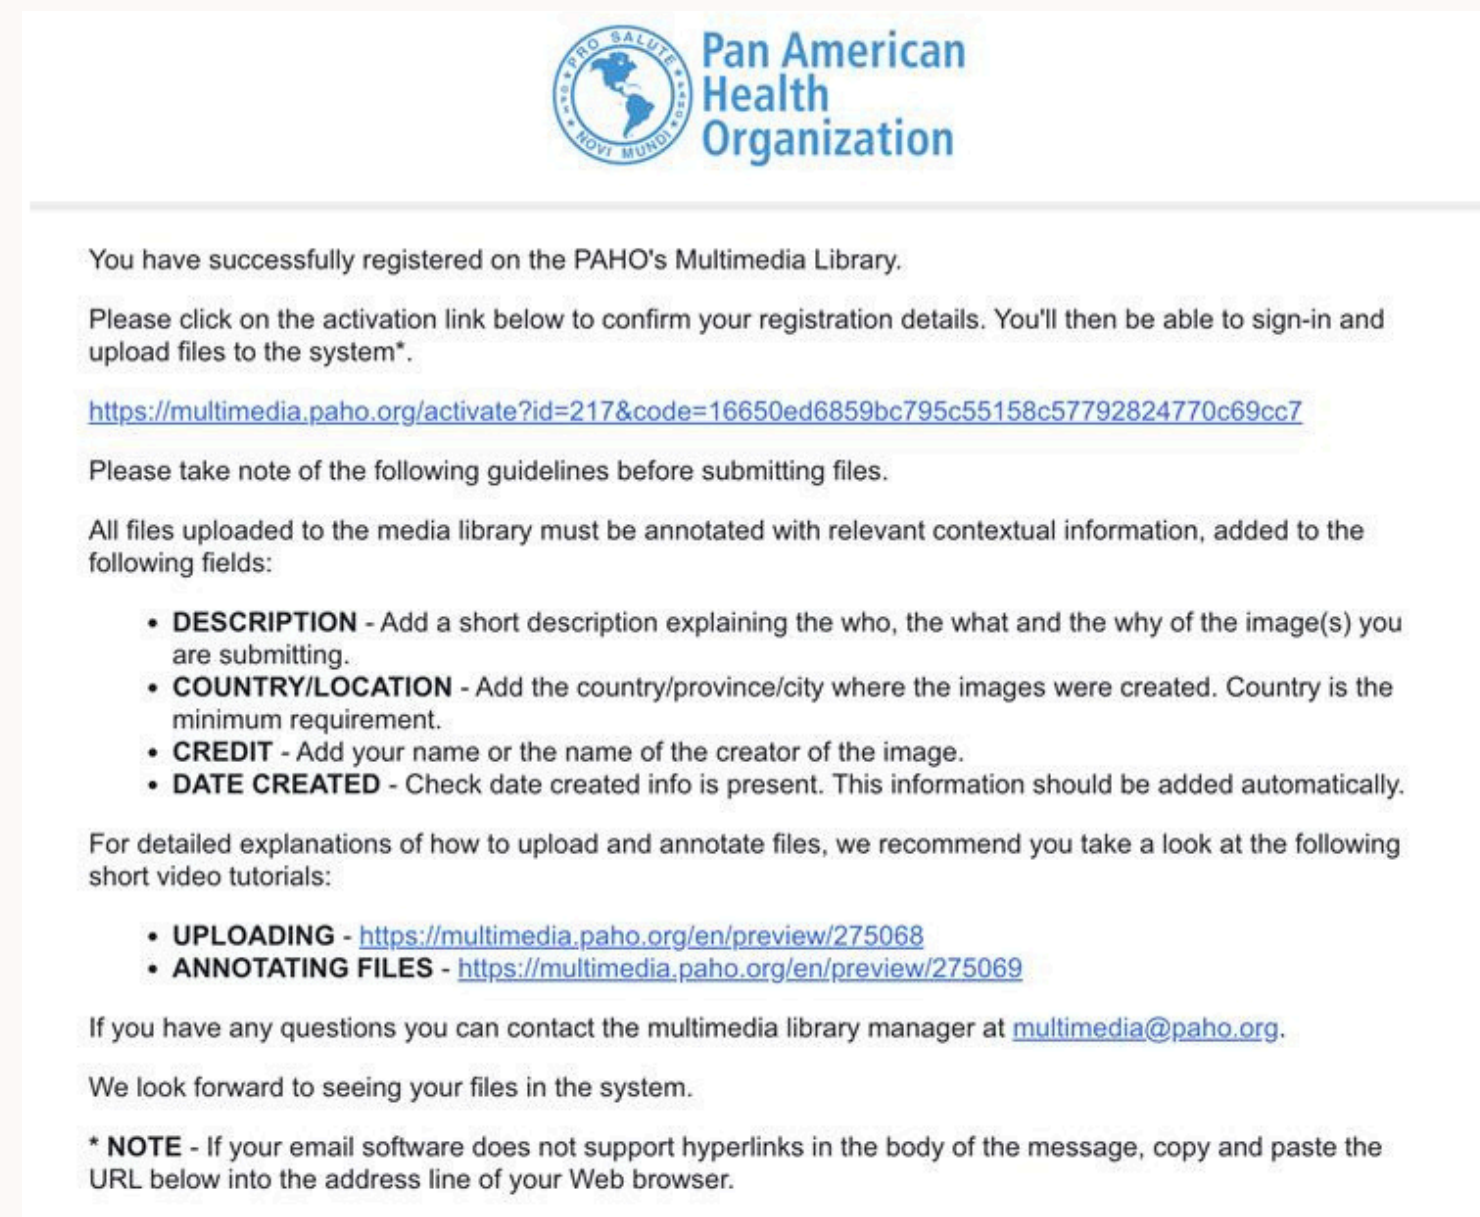 PRO SALUTE
NOVI MUNDI
Pan American
Health
Organization
You have successfully registered on the PAHO's Multimedia Library.
Please click on the activation link below to confirm your registration details. You'll then be able to sign-in and
upload files to the system*.
https://multimedia.paho.org/activate?id=217&code=16650ed6859bc795c55158c57792824770c69cc7
Please take note of the following guidelines before submitting files.
All files uploaded to the media library must be annotated with relevant contextual information, added to the
following fields:
• DESCRIPTION - Add a short description explaining the who, the what and the why of the image(s) you
are submitting.
• COUNTRY/LOCATION - Add the country/province/city where the images were created. Country is the
minimum requirement.
• CREDIT - Add your name or the name of the creator of the image.
• DATE CREATED - Check date created info is present. This information should be added automatically.
For detailed explanations of how to upload and annotate files, we recommend you take a look at the following
short video tutorials:
• UPLOADING - https://multimedia.paho.org/en/preview/275068
• ANNOTATING FILES - https://multimedia.paho.org/en/preview/275069
If you have any questions you can contact the multimedia library manager at multimedia@paho.org.
We look forward to seeing your files in the system.
* NOTE - If your email software does not support hyperlinks in the body of the message, copy and paste the
URL below into the address line of your Web browser.